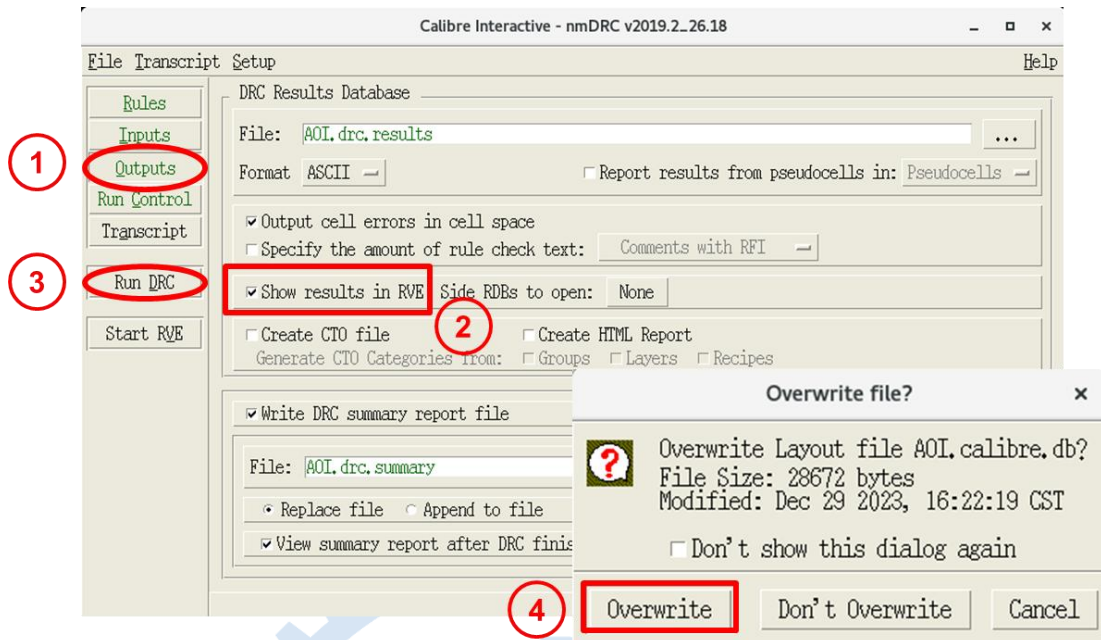 Calibre Interactive - nmDRC v2019.2_26.18
File Transcript Setup Help
Rules
Inputs
1
Outputs
Run Control
Transcript
3
Run DRC
Start RVE
DRC Results Database
File: AOI.drc.results ...
Format ASCII Report results from pseudocells in: Pseudocells
Output cell errors in cell space
Specify the amount of rule check text: Comments with RFI
Show results in RVE Side RDBs to open: None
2
Create CTO file Create HTML Report
Generate CTO Categories from: Groups Layers Recipes
Write DRC summary report file
File: AOI.drc.summary
Replace file Append to file
View summary report after DRC finis
Overwrite file?
Overwrite Layout file AOI.calibre.db?
File Size: 28672 bytes
Modified: Dec 29 2023, 16:22:19 CST
Don't show this dialog again
4
Overwrite Don't Overwrite Cancel